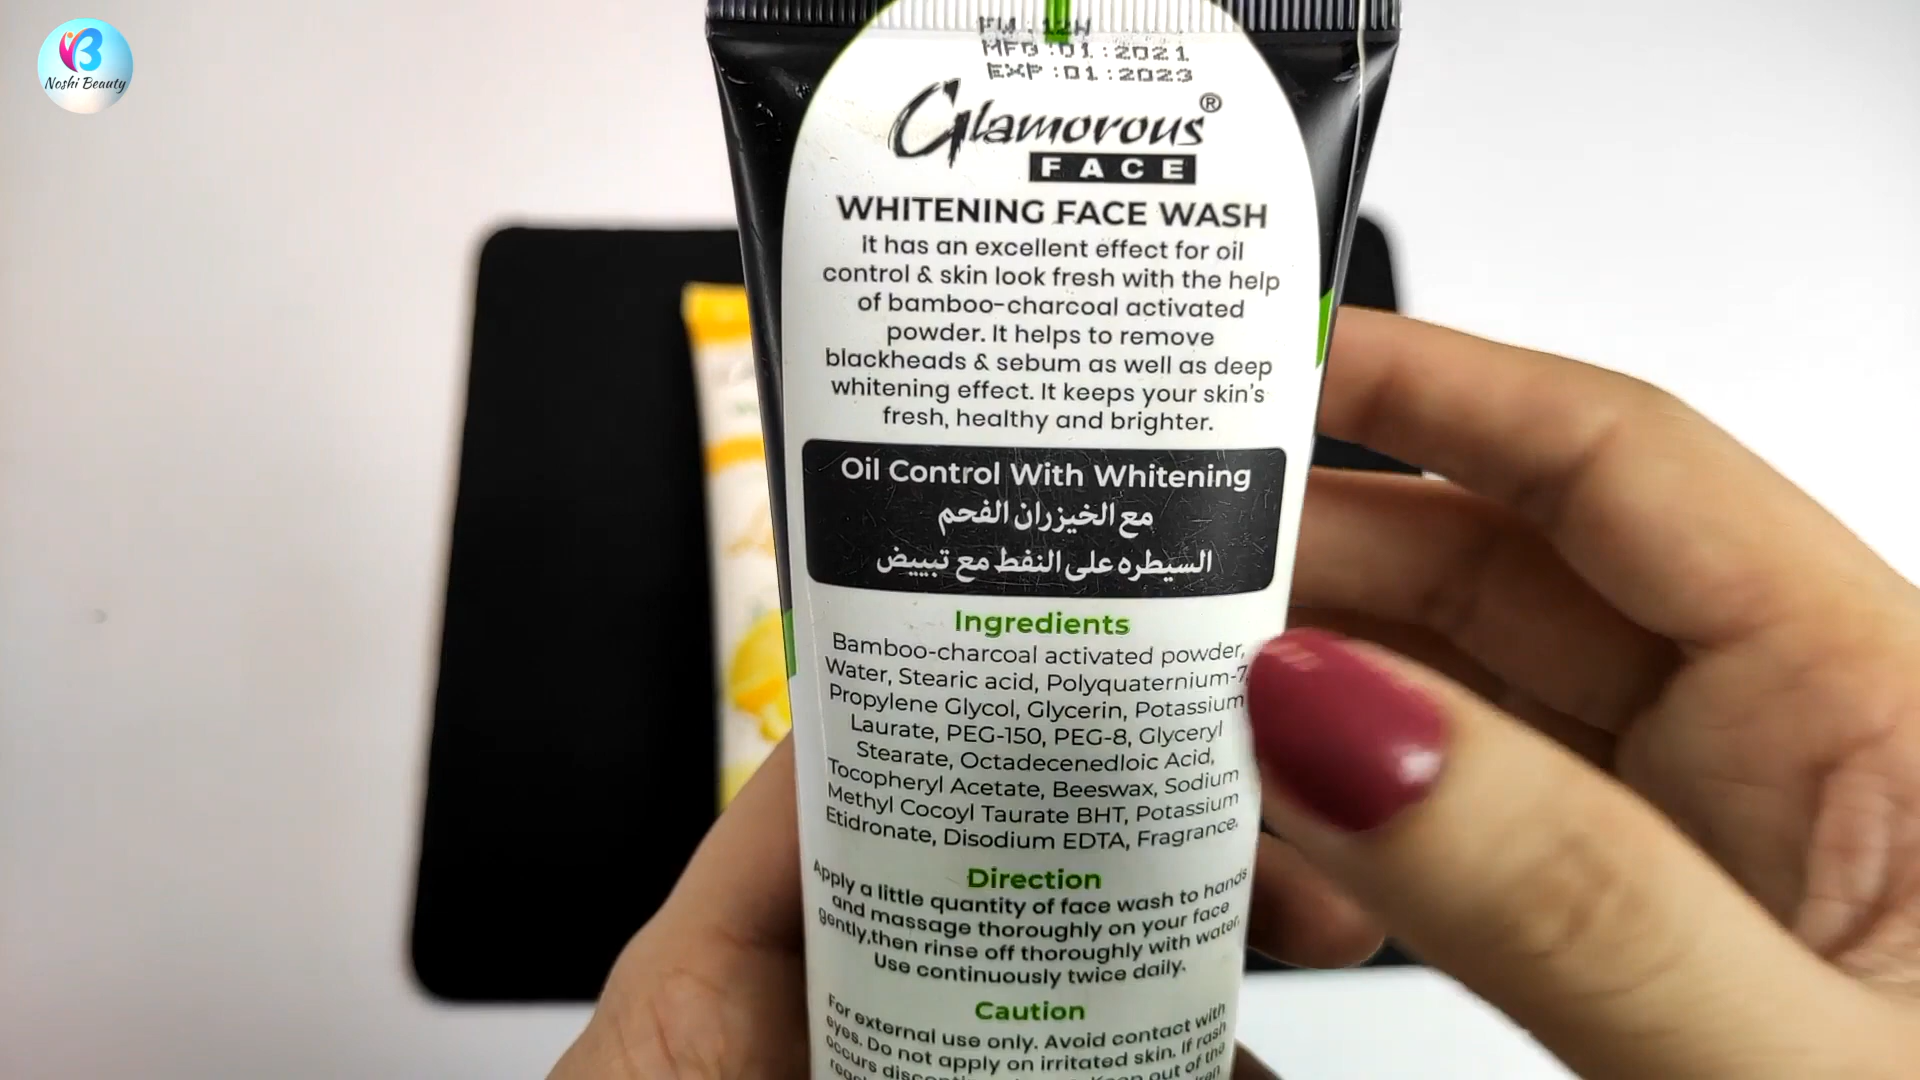 Noshi Beauty
FW : 12H
MFG :01 : 2021
EXP :01 : 2023
Glamorous®
FACE
WHITENING FACE WASH
it has an excellent effect for oil
control & skin look fresh with the help
of bamboo-charcoal activated
powder. It helps to remove
blackheads & sebum as well as deep
whitening effect. It keeps your skin's
fresh, healthy and brighter.
Oil Control With Whitening
مع الخيزران الفحم
السيطره على النفط مع تبييض
Ingredients
Bamboo-charcoal activated powder,
Water, Stearic acid, Polyquaternium-7,
Propylene Glycol, Glycerin, Potassium
Laurate, PEG-150, PEG-8, Glyceryl
Stearate, Octadecenedloic Acid,
Tocopheryl Acetate, Beeswax, Sodium
Methyl Cocoyl Taurate BHT, Potassium
Etidronate, Disodium EDTA, Fragrance.
Direction
Apply a little quantity of face wash to hands
and massage thoroughly on your face
gently,then rinse off thoroughly with water.
Use continuously twice daily.
Caution
For external use only. Avoid contact with
eyes. Do not apply on irritated skin. If rash
occurs Keep out of the